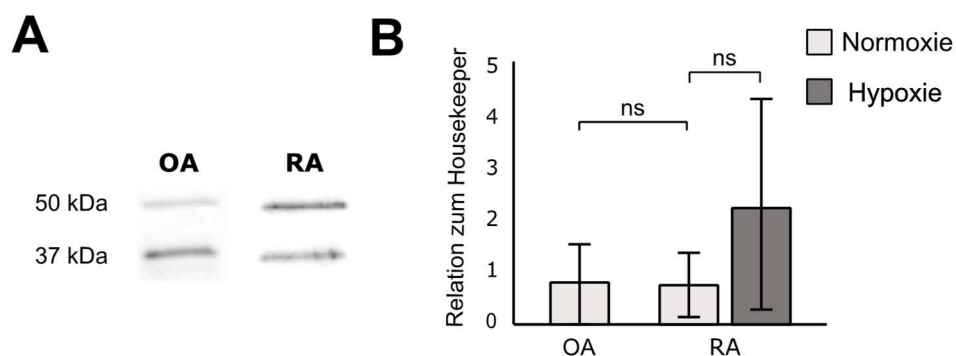 A
OA RA
50 kDa
37 kDa
B
Relation zum Housekeeper
5
4
3
2
1
0
ns
ns
OA RA
Normoxie
Hypoxie